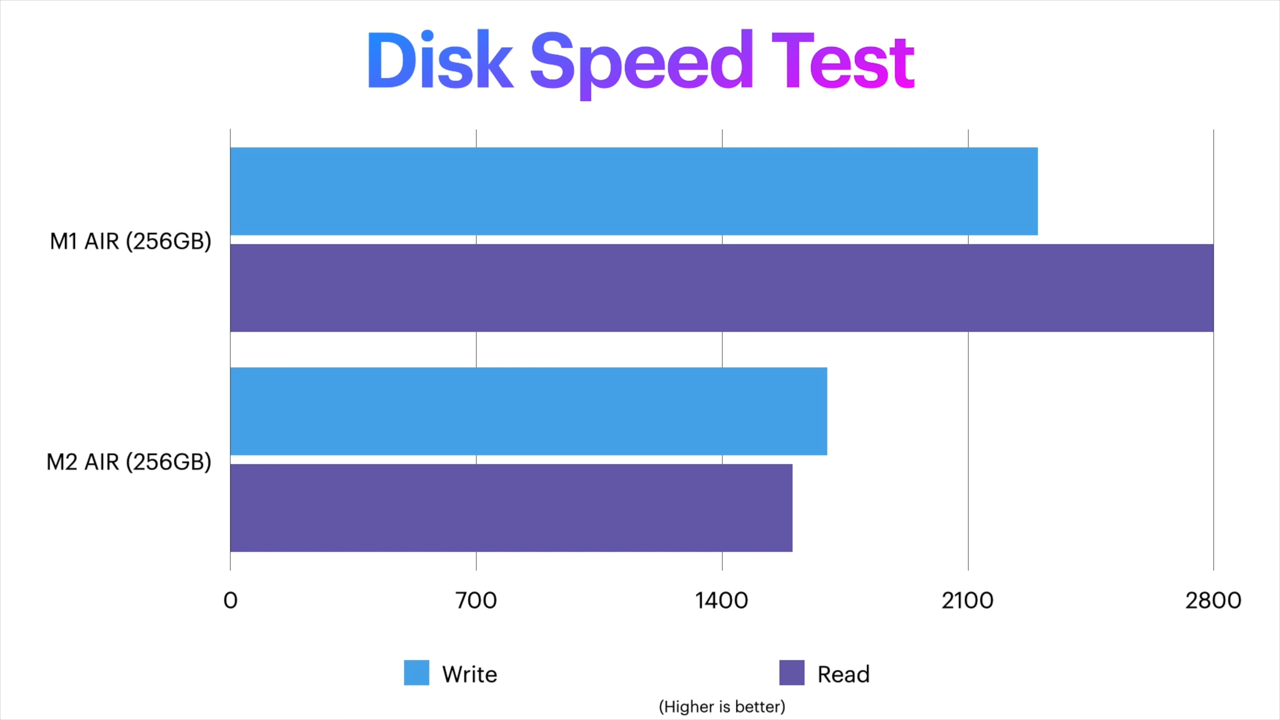 Disk Speed Test
M1 AIR (256GB)
M2 AIR (256GB)
0 700 1400 2100 2800
Write Read
(Higher is better)